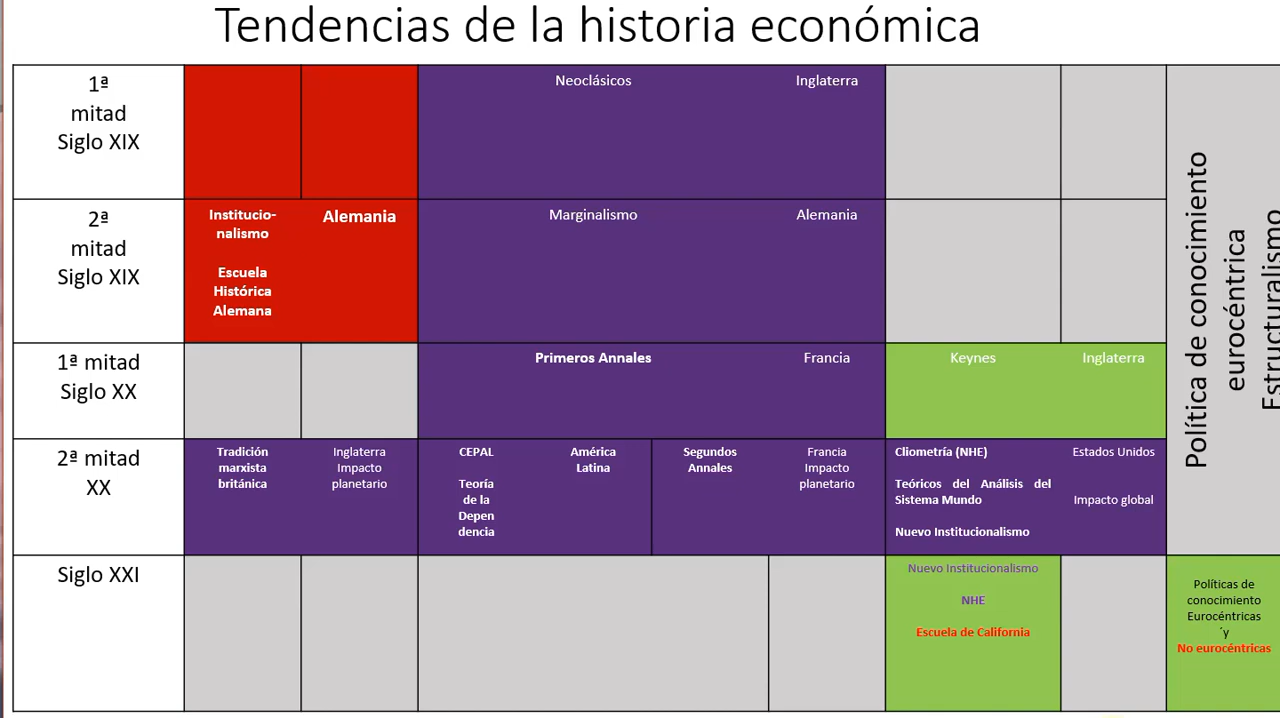 Tendencias de la historia económica
1ª
mitad
Siglo XIX
Neoclásicos
Inglaterra
2ª
mitad
Siglo XIX
Institucio-
nalismo
Escuela
Histórica
Alemana
Alemania
Marginalismo
Alemania
1ª mitad
Siglo XX
Primeros Annales
Francia
Keynes
Inglaterra
2ª mitad
XX
Tradición
marxista
británica
Inglaterra
Impacto
planetario
CEPAL
Teoría
de la
Depen
dencia
América
Latina
Segundos
Annales
Francia
Impacto
planetario
Cliometría (NHE)
Teóricos del Análisis del
Sistema Mundo
Nuevo Institucionalismo
Estados Unidos
Impacto global
Política de conocimiento
eurocéntrica
Estructuralismo
Siglo XXI
Nuevo Institucionalismo
NHE
Escuela de California
Políticas de
conocimiento
Eurocéntricas
´y
No eurocéntricas